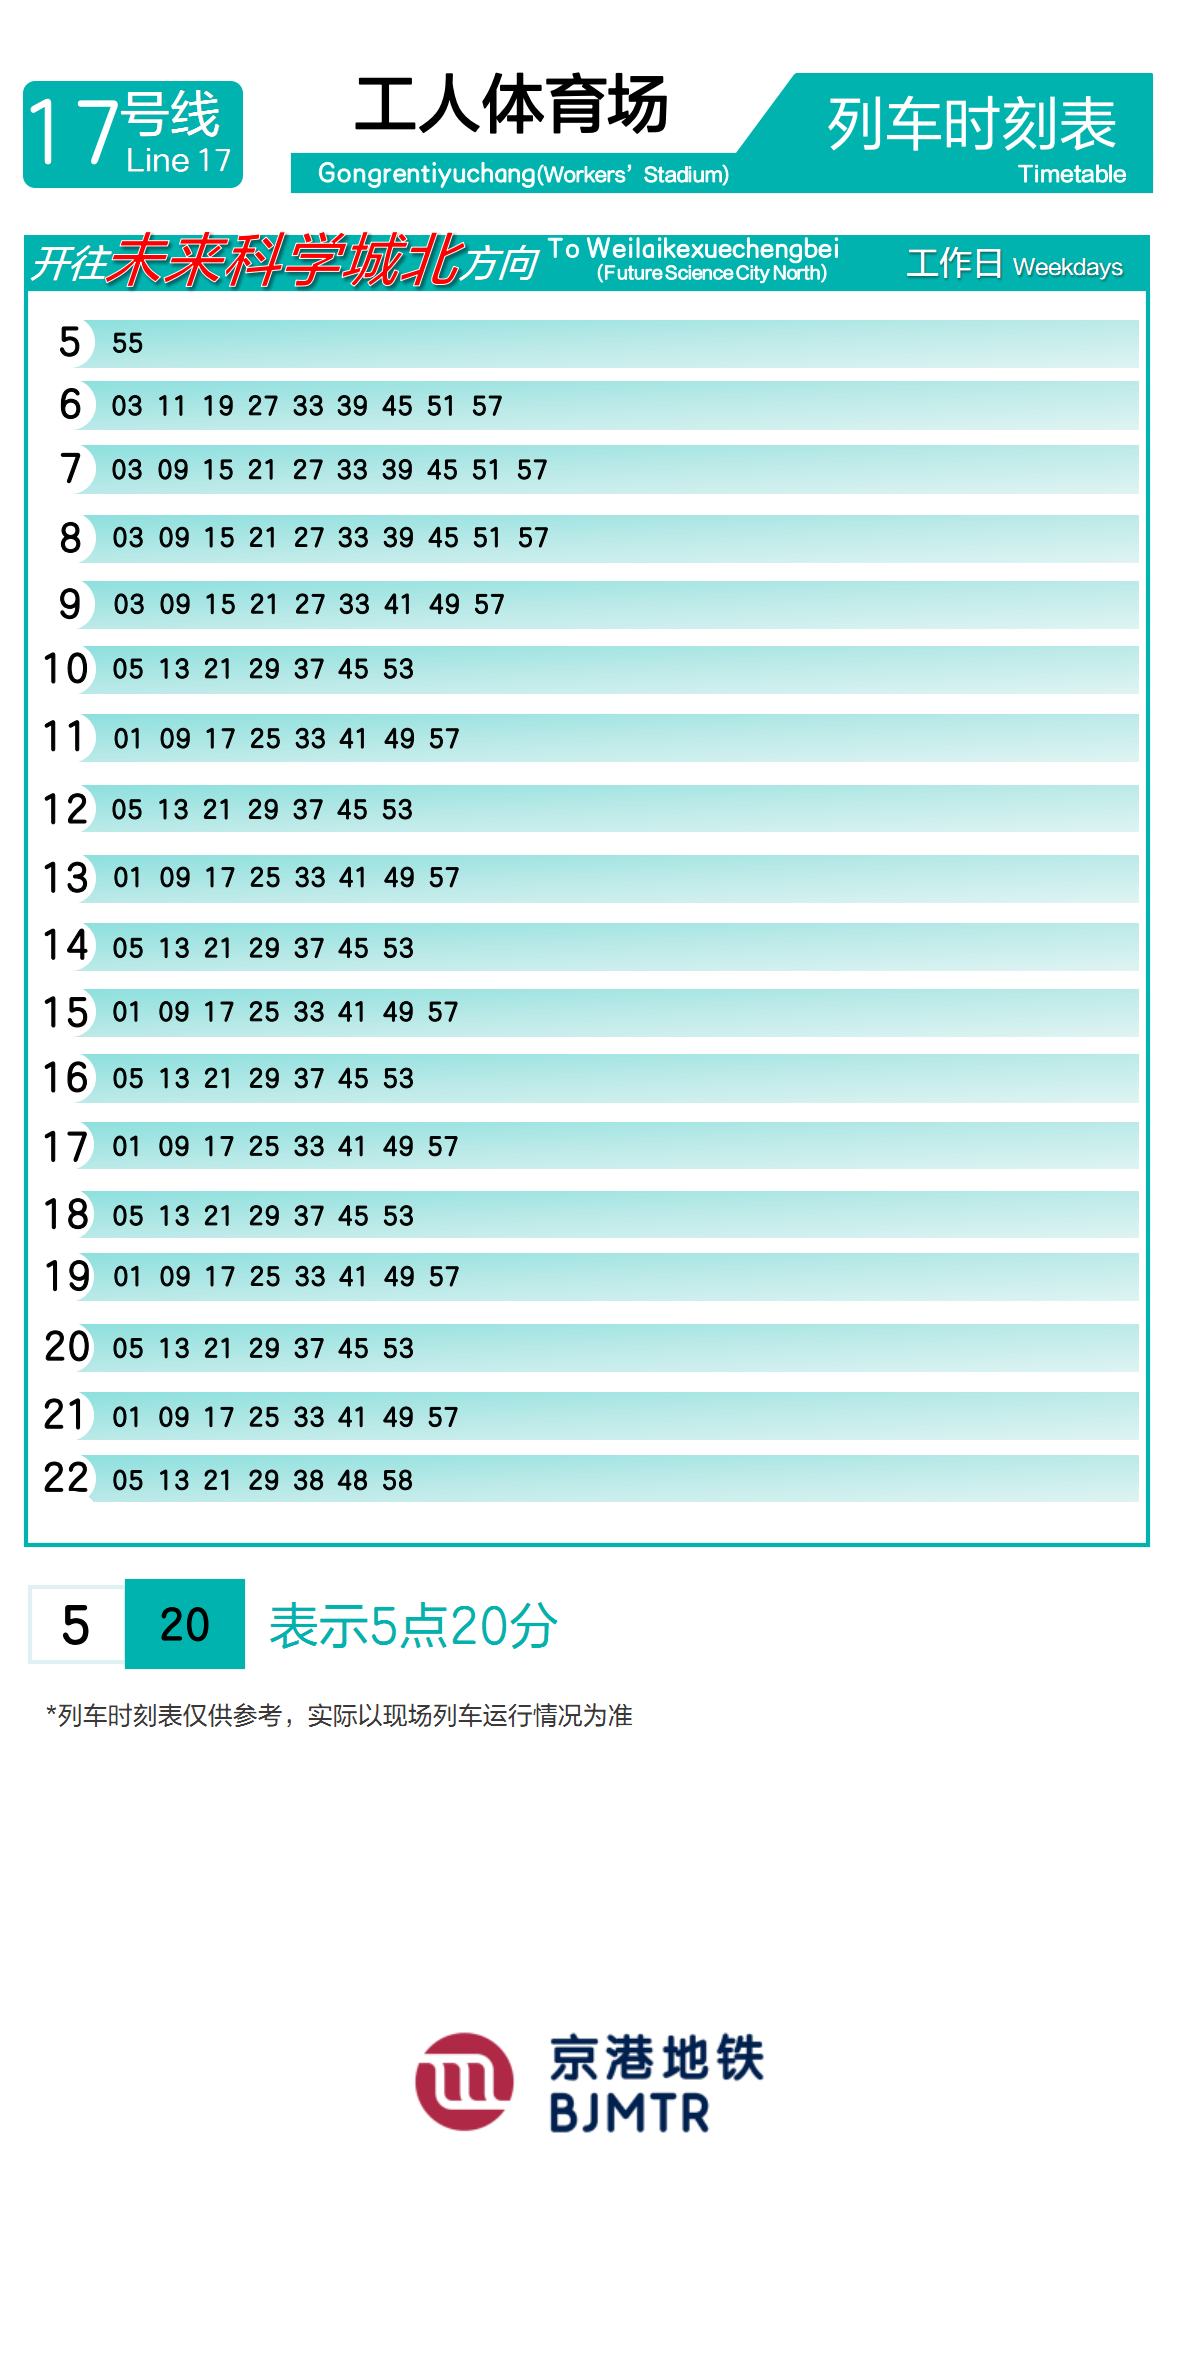 17号线
Line 17
工人体育场
Gongrentiyuchang(Workers’ Stadium)
列车时刻表
Timetable
开往未来科学城北方向 To Weilaikexuechengbei
(Future Science City North)
工作日 Weekdays
5 55
6 03 11 19 27 33 39 45 51 57
7 03 09 15 21 27 33 39 45 51 57
8 03 09 15 21 27 33 39 45 51 57
9 03 09 15 21 27 33 41 49 57
10 05 13 21 29 37 45 53
11 01 09 17 25 33 41 49 57
12 05 13 21 29 37 45 53
13 01 09 17 25 33 41 49 57
14 05 13 21 29 37 45 53
15 01 09 17 25 33 41 49 57
16 05 13 21 29 37 45 53
17 01 09 17 25 33 41 49 57
18 05 13 21 29 37 45 53
19 01 09 17 25 33 41 49 57
20 05 13 21 29 37 45 53
21 01 09 17 25 33 41 49 57
22 05 13 21 29 38 48 58
5 20 表示5点20分
*列车时刻表仅供参考，实际以现场列车运行情况为准
京港地铁
BJMTR